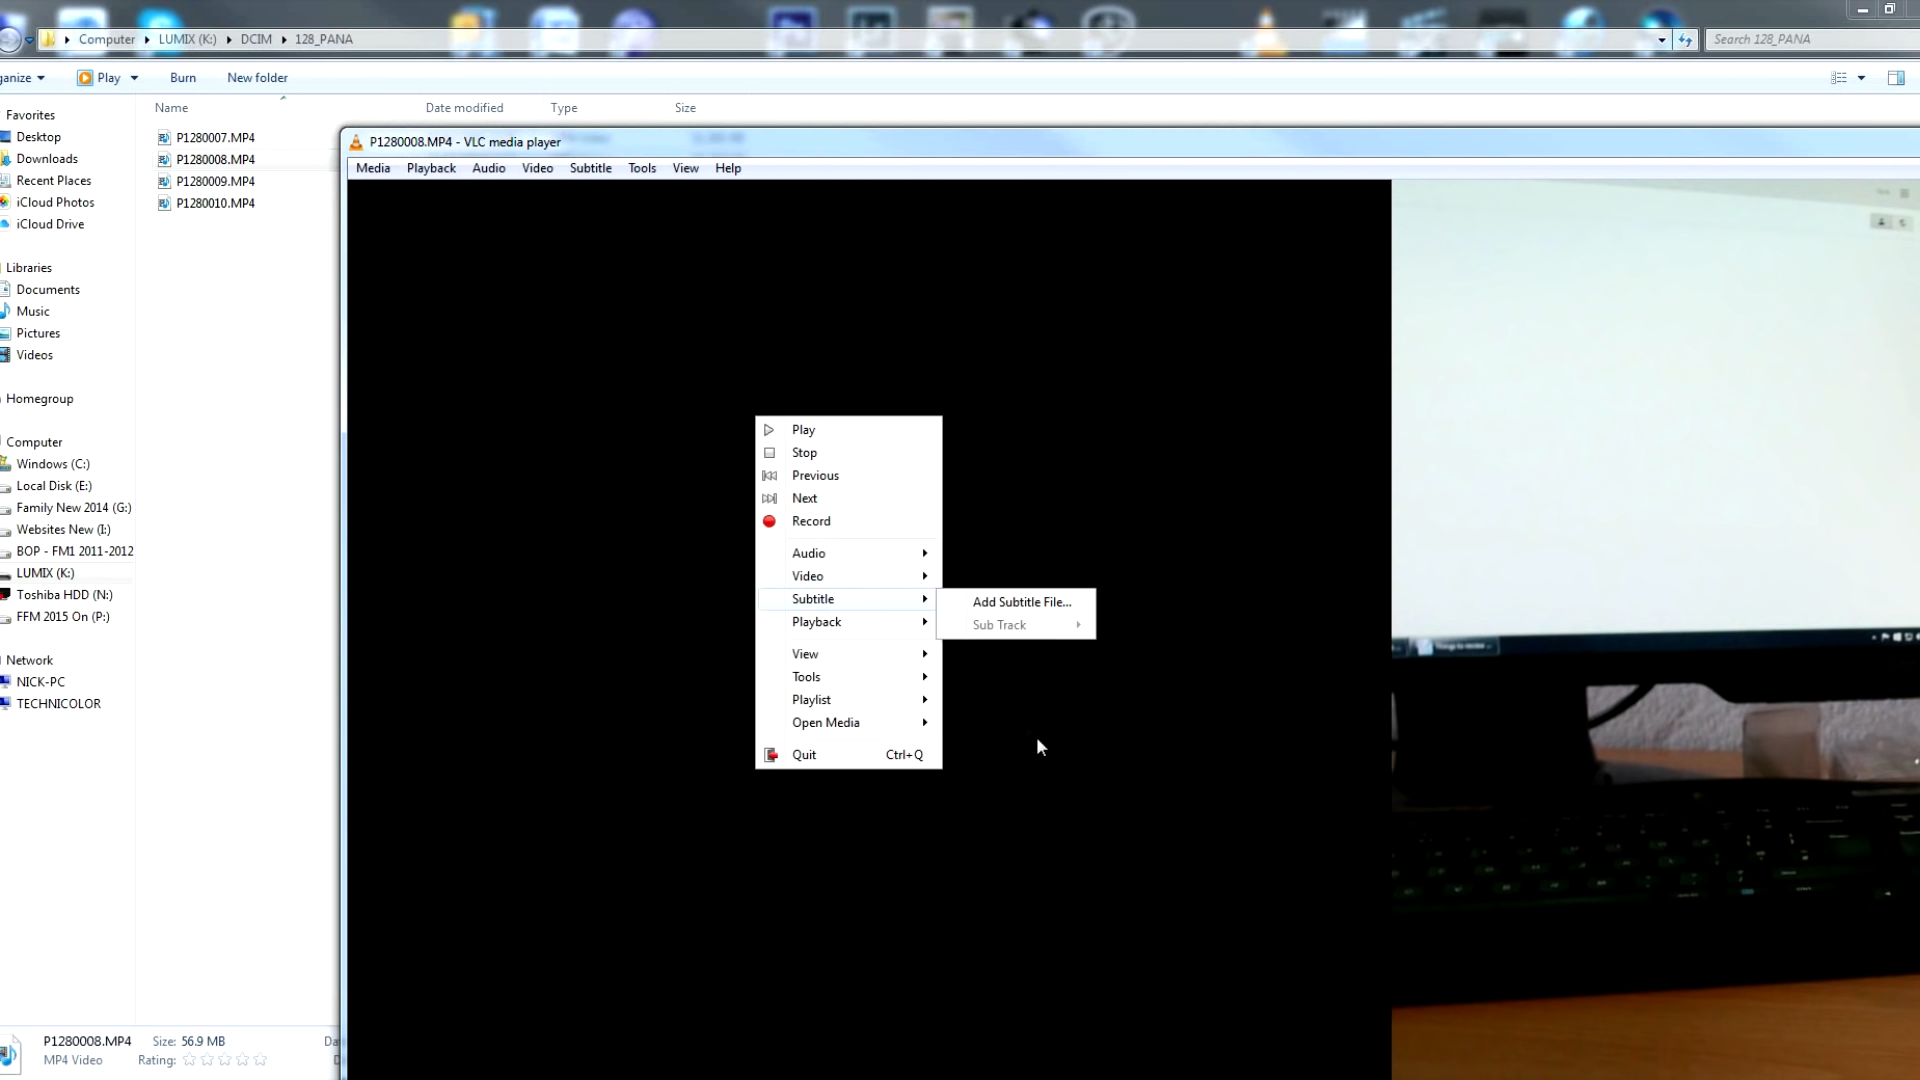 Computer LUMIX (K:) DCIM 128_PANA
Search 128_PANA
anize Play Burn New folder
Name Date modified Type Size
Favorites
Desktop
Downloads
Recent Places
iCloud Photos
iCloud Drive
Libraries
Documents
Music
Pictures
Videos
Homegroup
Computer
Windows (C:)
Local Disk (E:)
Family New 2014 (G:)
Websites New (I:)
BOP - FM1 2011-2012
LUMIX (K:)
Toshiba HDD (N:)
FFM 2015 On (P:)
Network
NICK-PC
TECHNICOLOR
P1280007.MP4
P1280008.MP4
P1280009.MP4
P1280010.MP4
P1280008.MP4 - VLC media player
Media Playback Audio Video Subtitle Tools View Help
Play
Stop
Previous
Next
Record
Audio
Video
Subtitle
Playback
View
Tools
Playlist
Open Media
Quit Ctrl+Q
Add Subtitle File...
Sub Track
P1280008.MP4 Size: 56.9 MB
MP4 Video Rating: